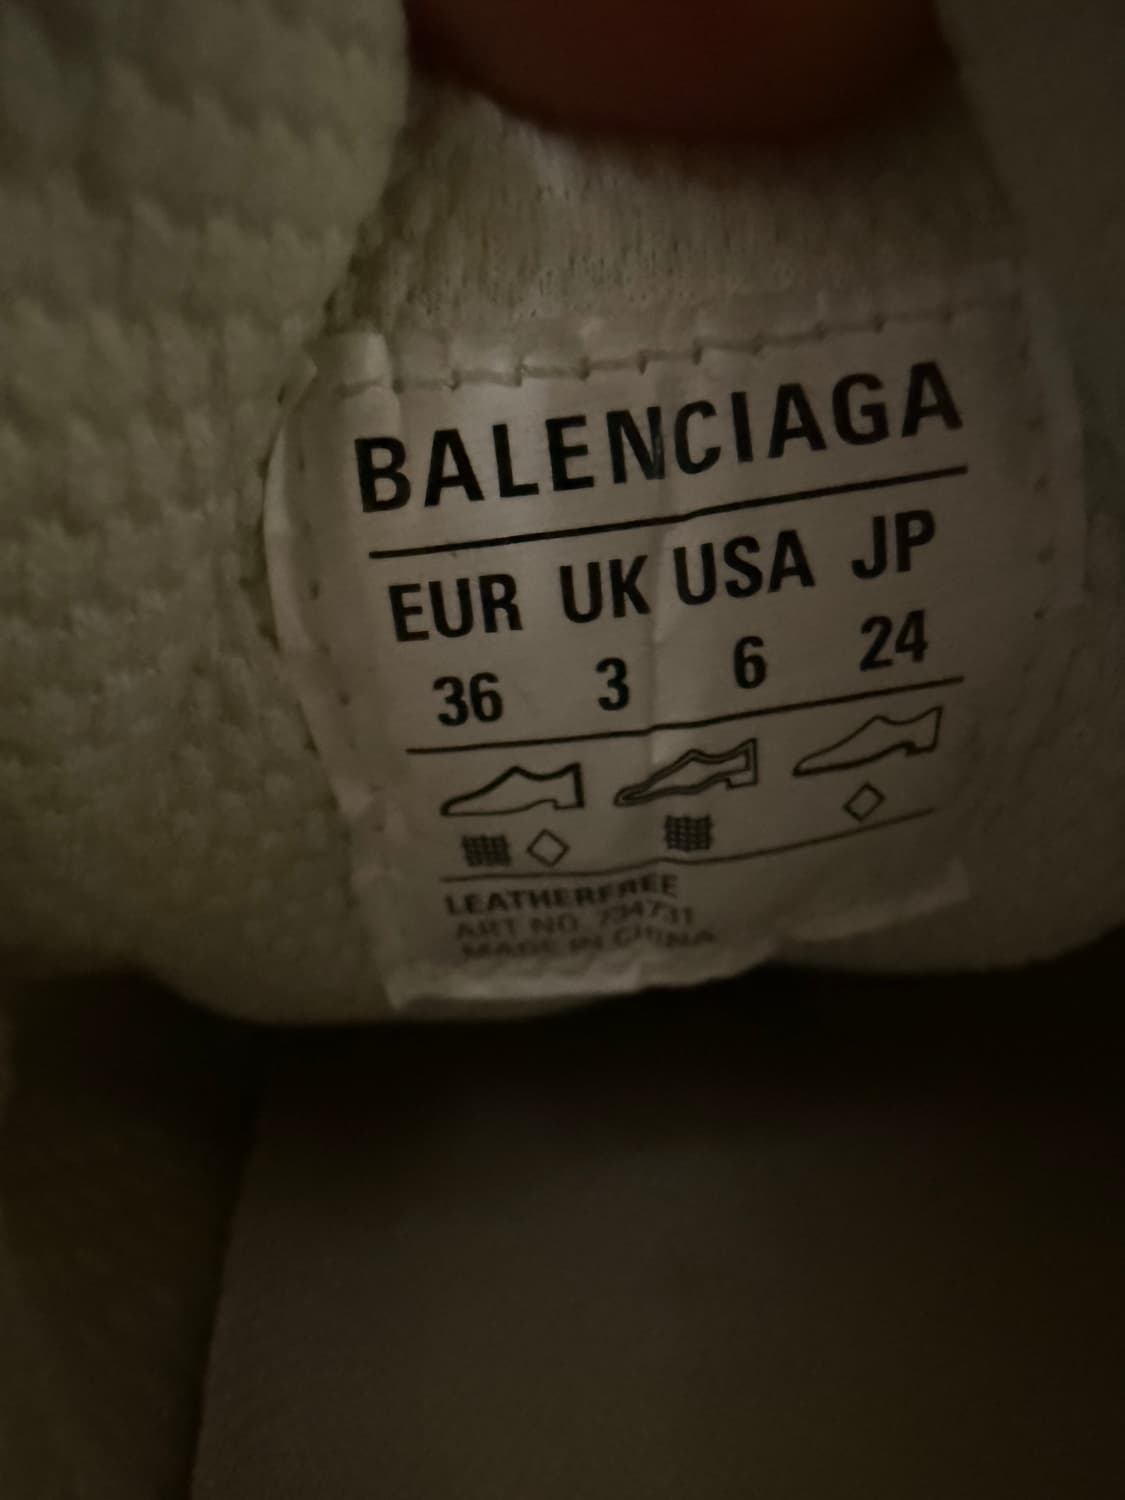 BALENCIAGA
EUR UK USA JP
36 3 6 24
LEATHERFREE
ART NO. 734731
MADE IN CHINA